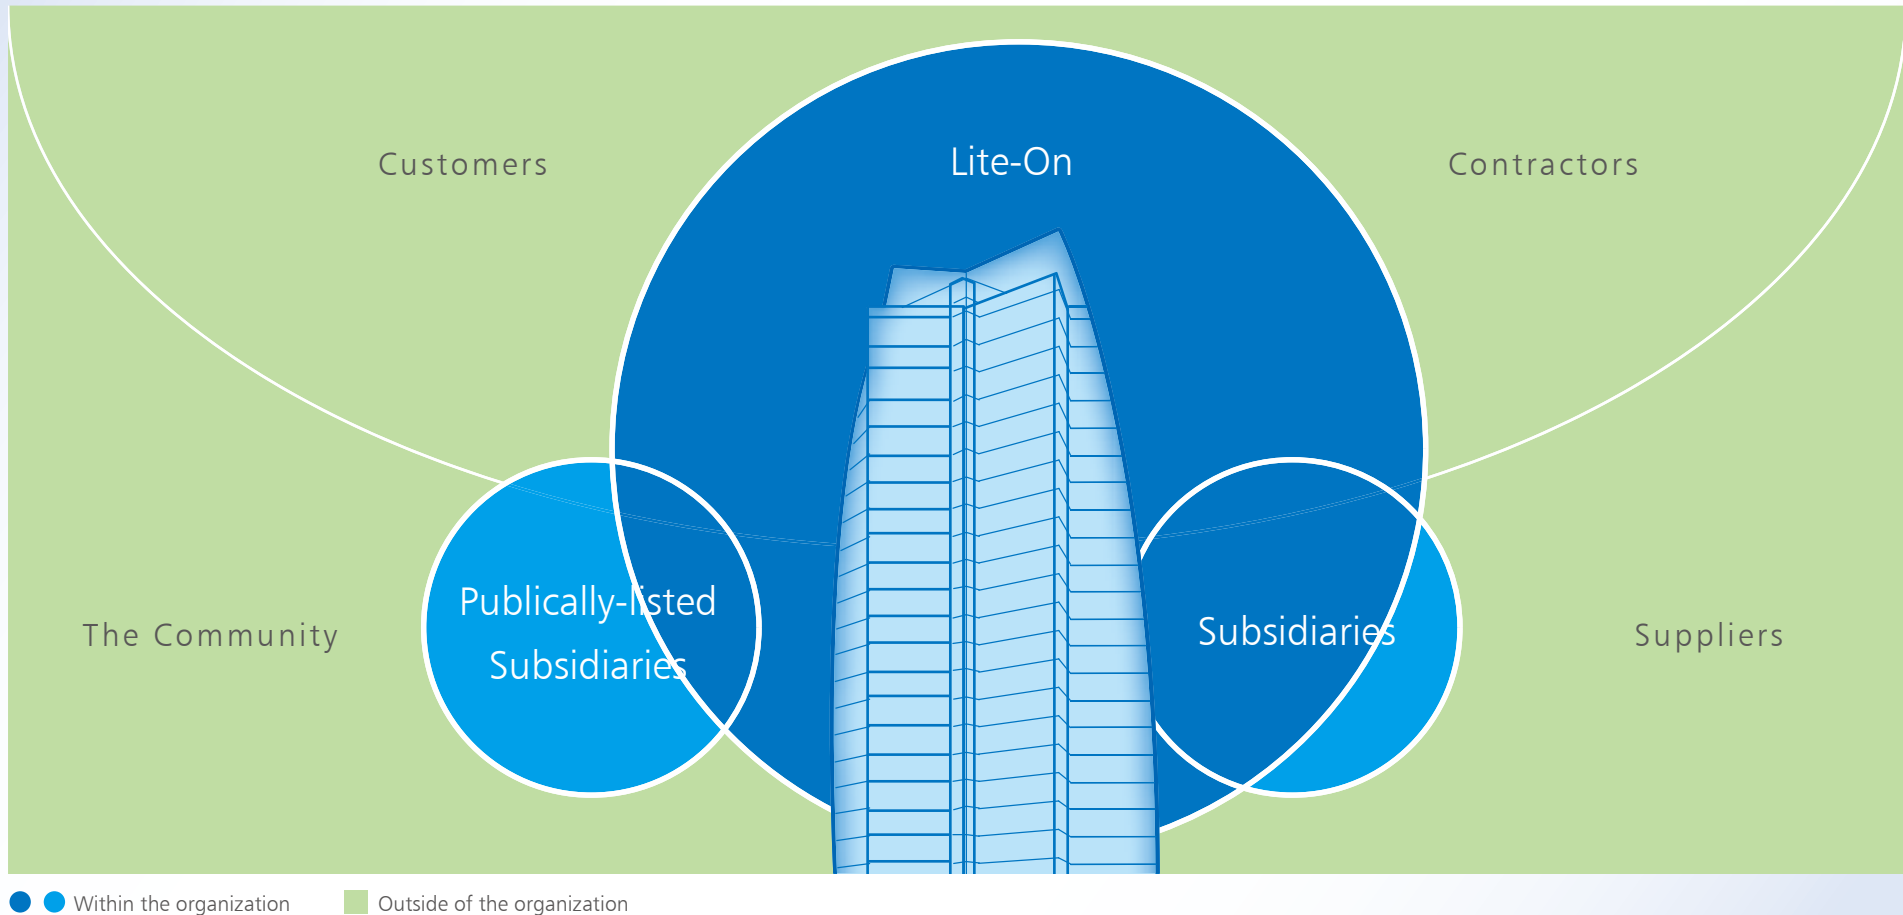 Customers
Lite-On
Contractors
Publically-listed
Subsidiaries
Subsidiaries
The Community
Suppliers
Within the organization
Outside of the organization